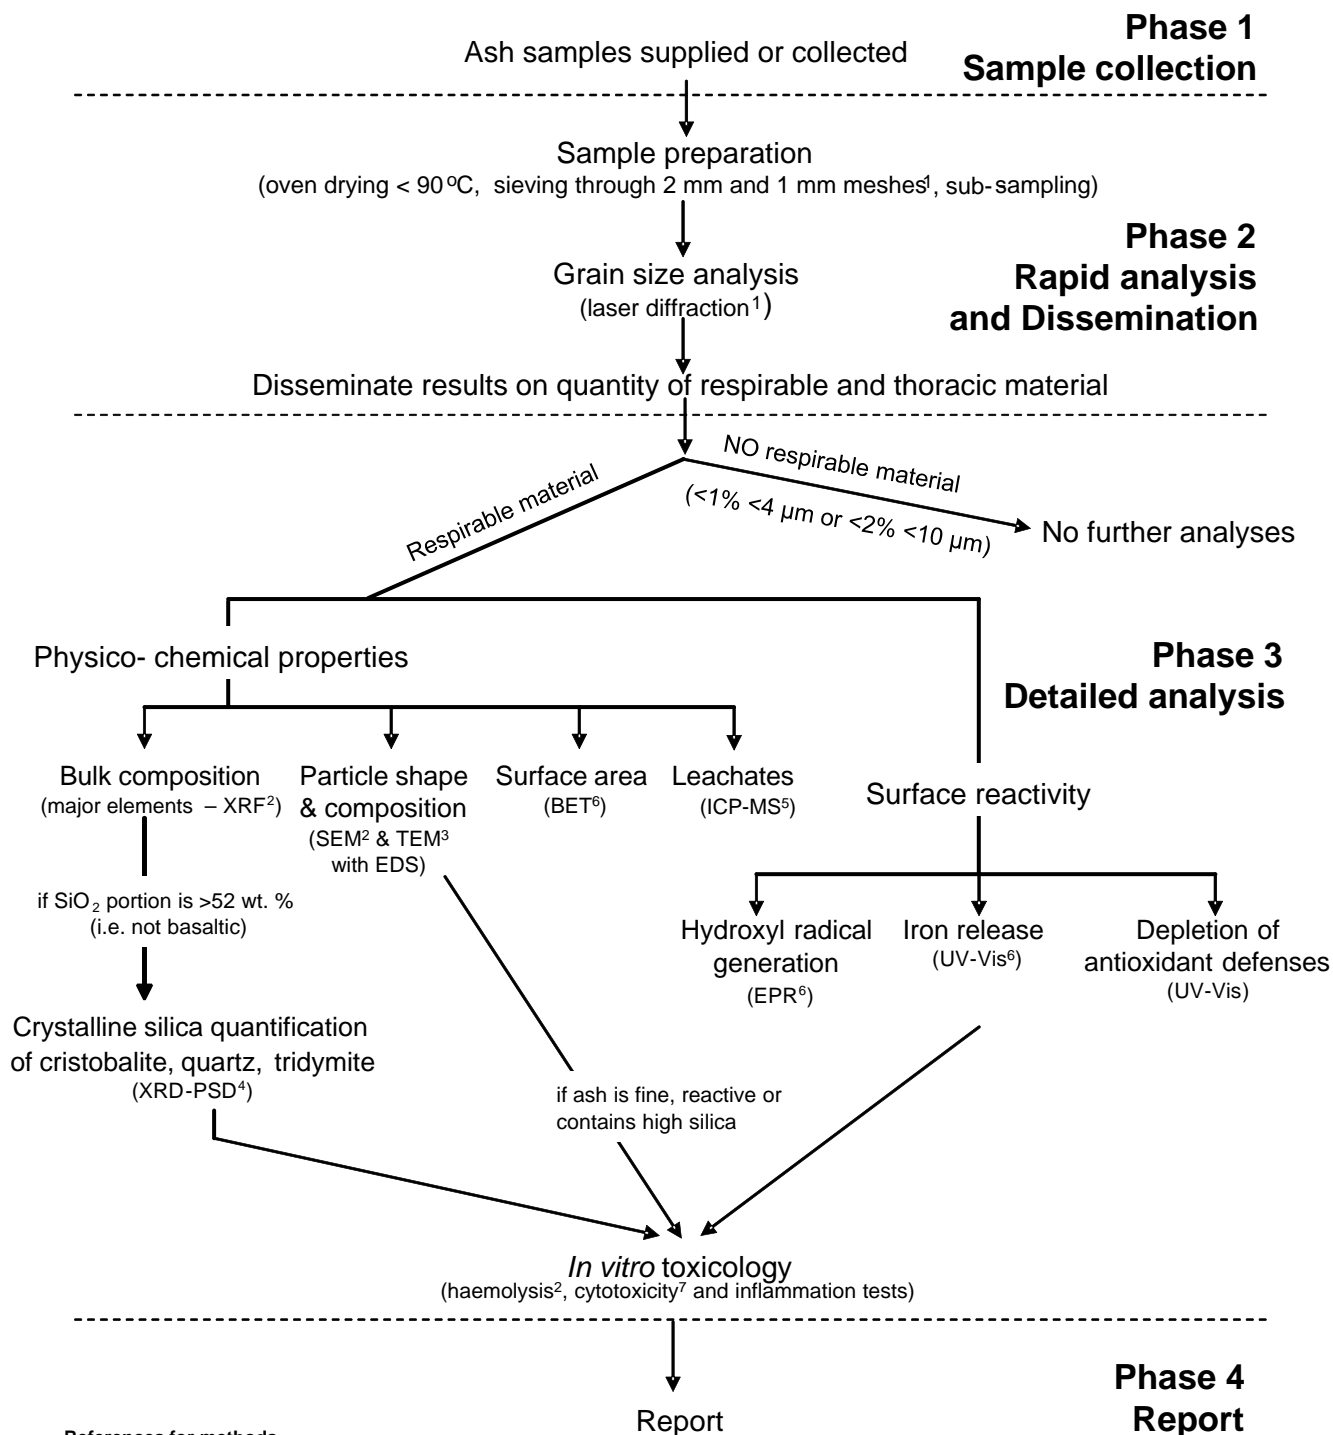 Phase 1
Sample collection
Ash samples supplied or collected
Sample preparation
(oven drying < 90 ºC, sieving through 2 mm and 1 mm meshes¹, sub-sampling)
Phase 2
Rapid analysis
and Dissemination
Grain size analysis
(laser diffraction¹)
Disseminate results on quantity of respirable and thoracic material
Respirable material
NO respirable material
(<1% <4 µm or <2% <10 µm)
No further analyses
Phase 3
Detailed analysis
Physico- chemical properties
Bulk composition
(major elements – XRF²)
Particle shape
& composition
(SEM² & TEM³
with EDS)
Surface area
(BET⁶)
Leachates
(ICP-MS⁵)
Surface reactivity
if SiO₂ portion is >52 wt. %
(i.e. not basaltic)
Hydroxyl radical
generation
(EPR⁶)
Iron release
(UV-Vis⁶)
Depletion of
antioxidant defenses
(UV-Vis)
Crystalline silica quantification
of cristobalite, quartz, tridymite
(XRD-PSD⁴)
if ash is fine, reactive or
contains high silica
In vitro toxicology
(haemolysis², cytotoxicity⁷ and inflammation tests)
Phase 4
Report
Report
References for methods